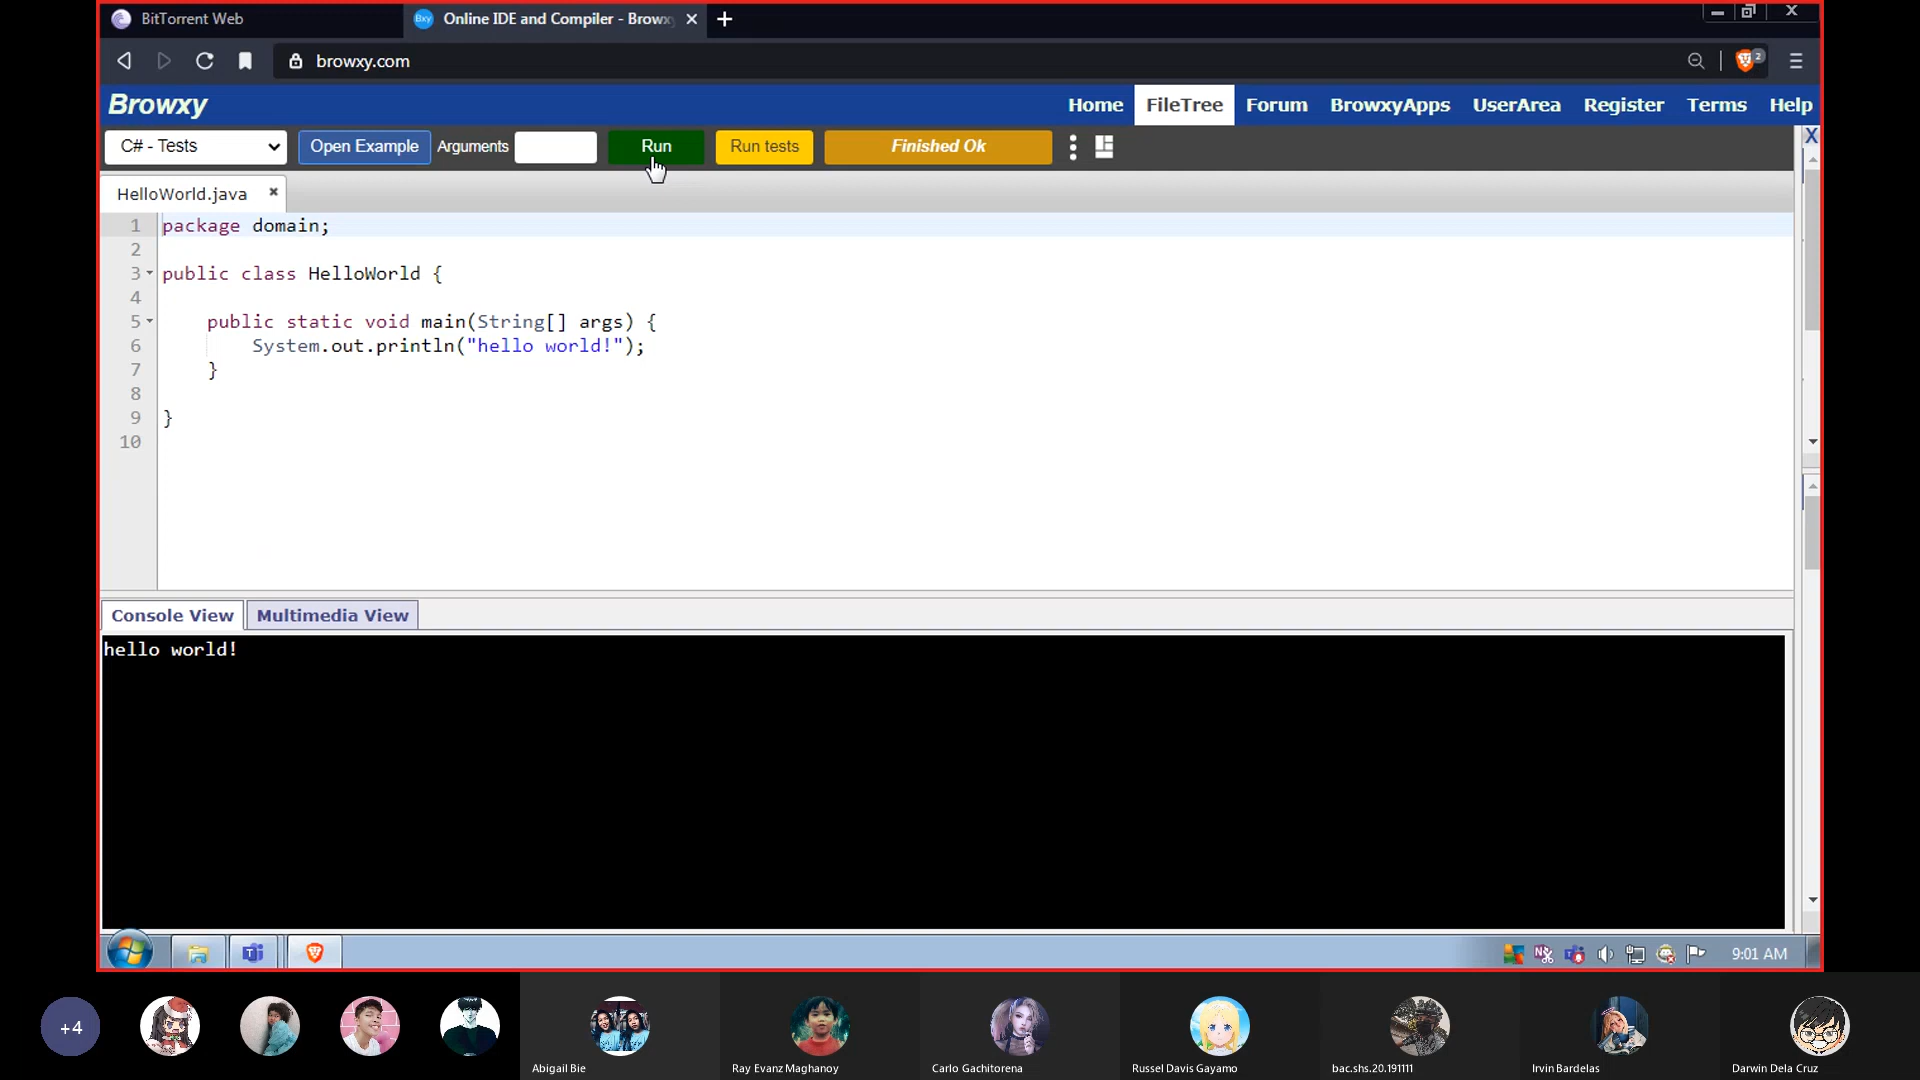 BitTorrent Web
Online IDE and Compiler - Browx
browxy.com
2
Browxy
Home FileTree Forum BrowxyApps UserArea Register Terms Help
C# - Tests Open Example Arguments Run Run tests Finished Ok
X
HelloWorld.java
1 package domain;
2
3 public class HelloWorld {
4
5 public static void main(String[] args) {
6 System.out.println("hello world!");
7 }
8
9 }
10
Console View Multimedia View
hello world!
9:01 AM
+4
Abigail Bie
Ray Evanz Maghanoy
Carlo Gachitorena
Russel Davis Gayamo
bac.shs.20.191111
Irvin Bardelas
Darwin Dela Cruz